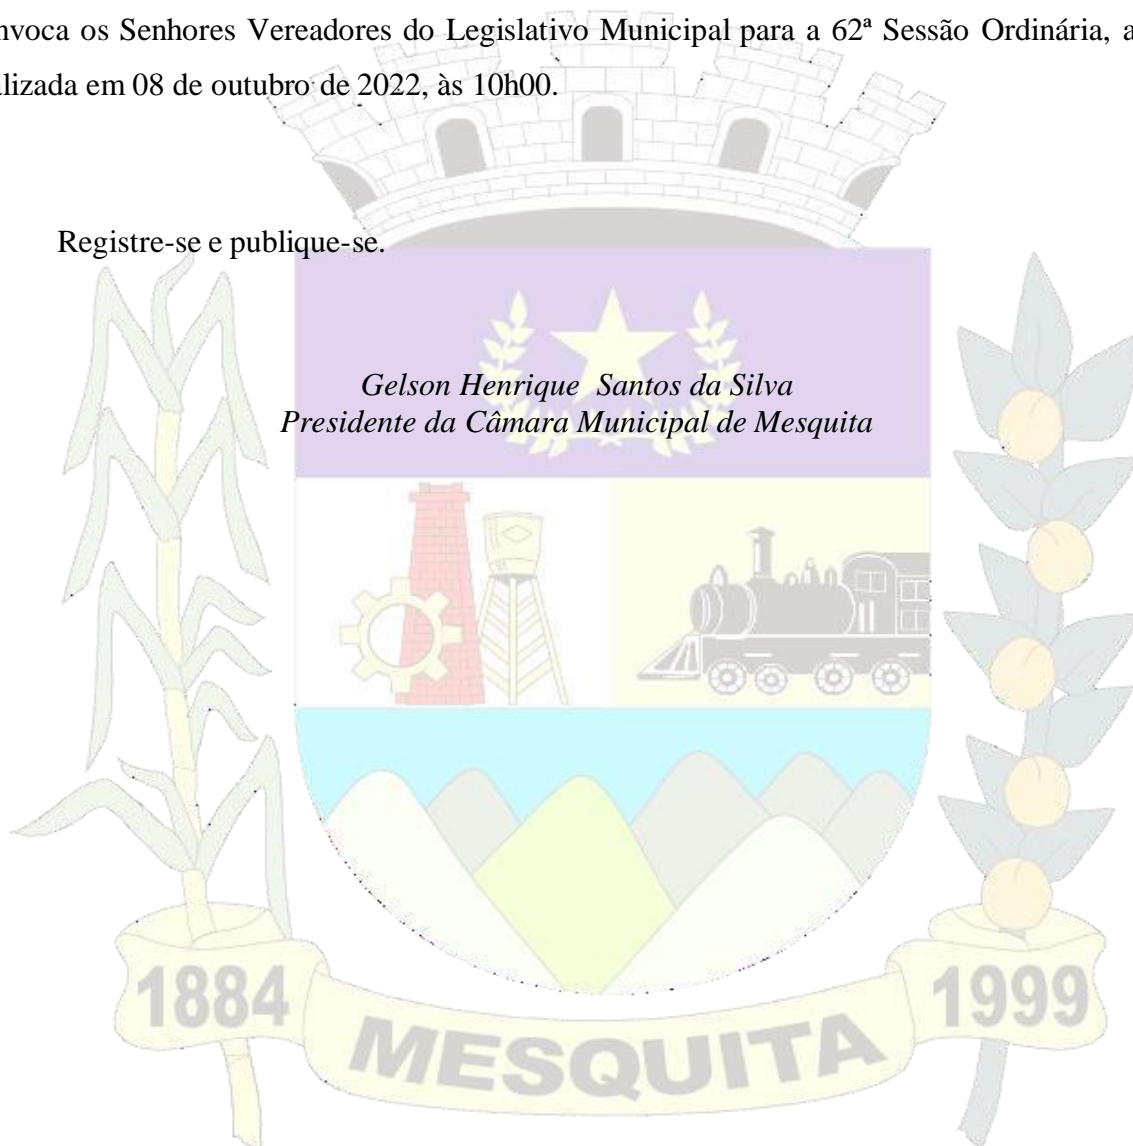 nvoca os Senhores Vereadores do Legislativo Municipal para a 62ª Sessão Ordinária, a
alizada em 08 de outubro de 2022, às 10h00.
Registre-se e publique-se.
Gelson Henrique Santos da Silva
Presidente da Câmara Municipal de Mesquita
1884
MESQUITA
1999